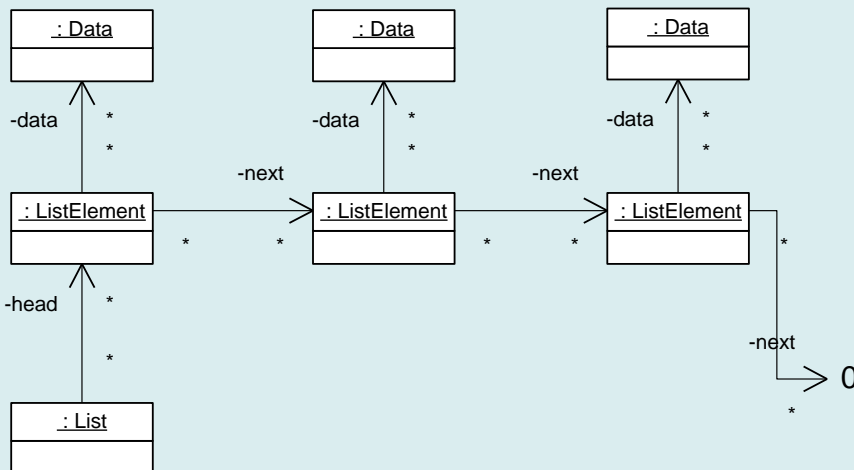 : Data
: Data
: Data
-data
*
*
-data
*
*
-data
*
*
-next
-next
: ListElement
: ListElement
: ListElement
*
*
*
*
*
-head
*
*
-next
0
*
: List